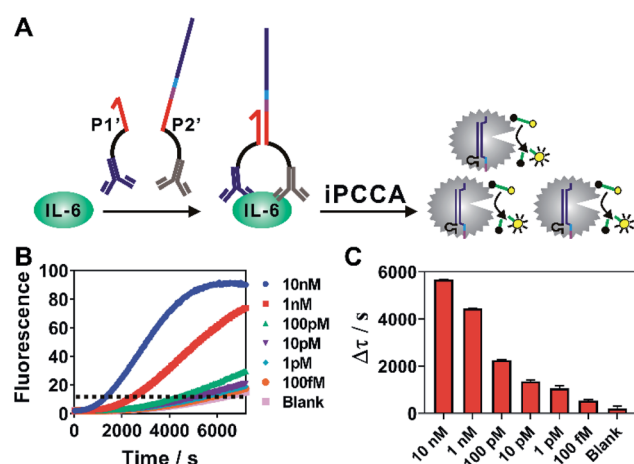 A
P1’ P2’
IL-6 IL-6 iPCCA
B
Fluorescence
100
80
60
40
20
0
0 2000 4000 6000
Time / s
10nM
1nM
100pM
10pM
1pM
100fM
Blank
C
Δτ / s
6000
4000
2000
0
10 nM 1 nM 100 pM 10 pM 1 pM 100 fM Blank